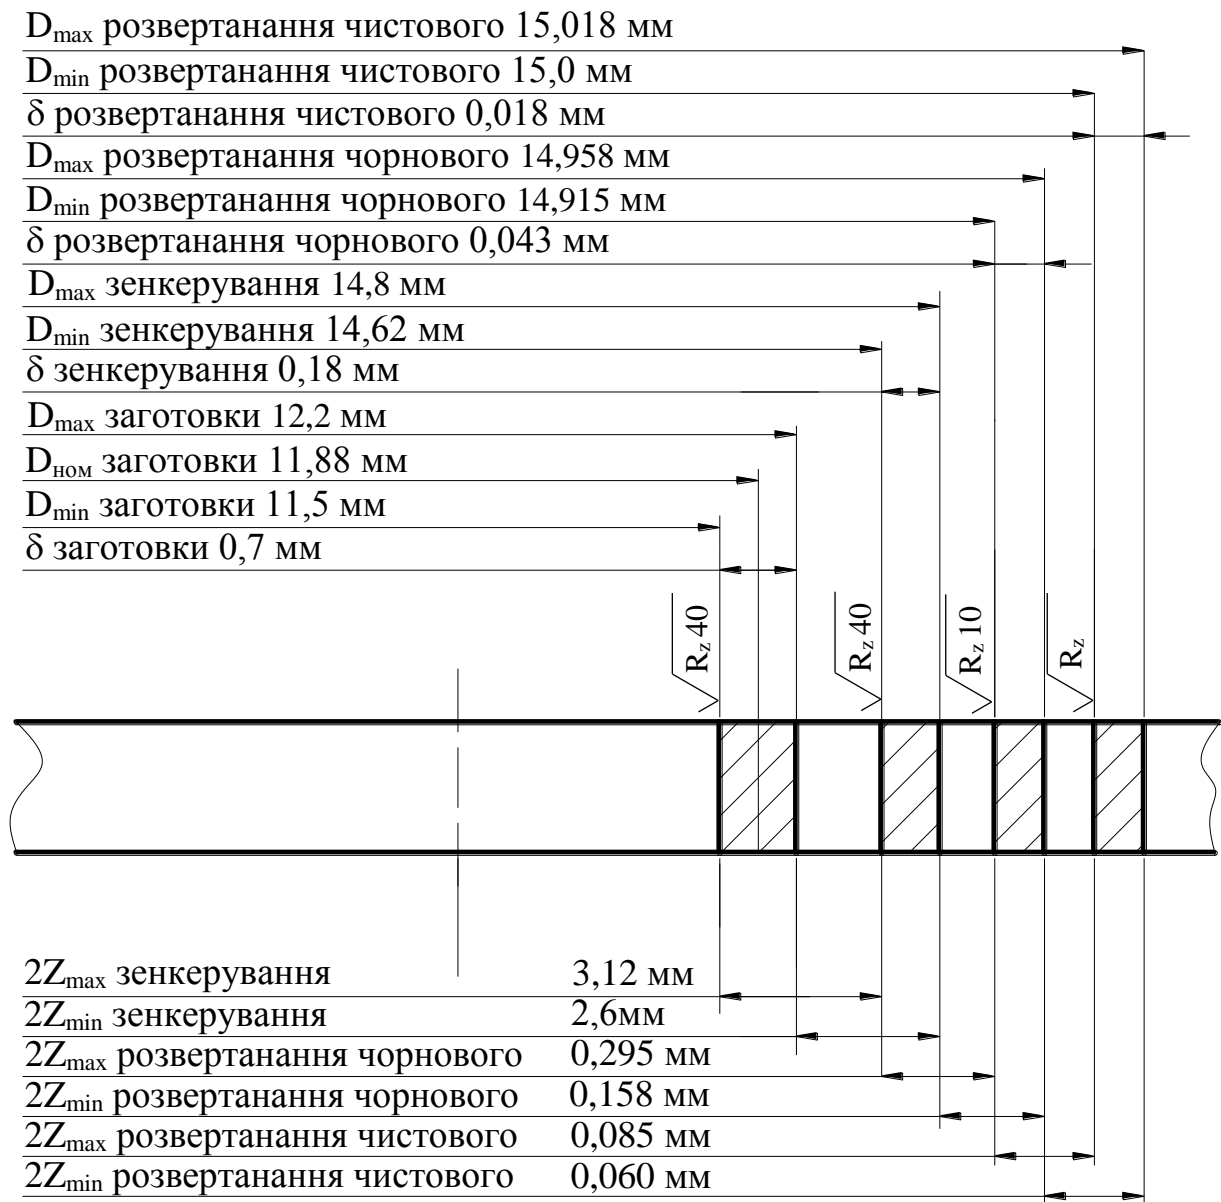 Dmax розвертанання чистового 15,018 мм
Dmin розвертанання чистового 15,0 мм
δ розвертанання чистового 0,018 мм
Dmax розвертанання чорнового 14,958 мм
Dmin розвертанання чорнового 14,915 мм
δ розвертанання чорнового 0,043 мм
Dmax зенкерування 14,8 мм
Dmin зенкерування 14,62 мм
δ зенкерування 0,18 мм
Dmax заготовки 12,2 мм
Dном заготовки 11,88 мм
Dmin заготовки 11,5 мм
δ заготовки 0,7 мм
Rz 40
Rz 40
Rz 10
Rz
2Zmax зенкерування 3,12 мм
2Zmin зенкерування 2,6мм
2Zmax розвертанання чорнового 0,295 мм
2Zmin розвертанання чорнового 0,158 мм
2Zmax розвертанання чистового 0,085 мм
2Zmin розвертанання чистового 0,060 мм